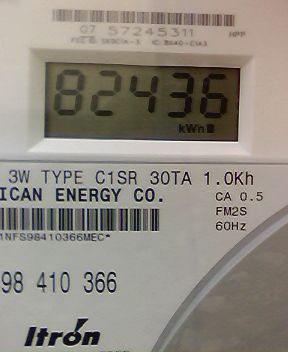 07 57245311 HPP
82436
kWh
3W TYPE C1SR 30TA 1.0Kh
ICAN ENERGY CO.
CA 0.5
FM2S
60Hz
1NFS98410366MEC*
98 410 366
Itron